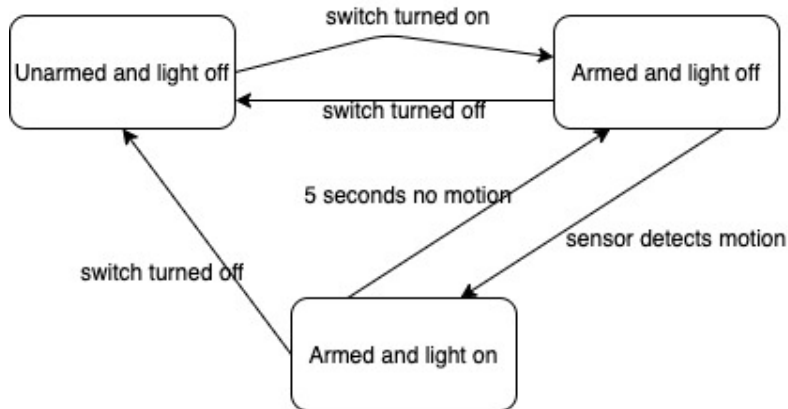 switch turned on
Unarmed and light off
Armed and light off
switch turned off
5 seconds no motion
sensor detects motion
switch turned off
Armed and light on